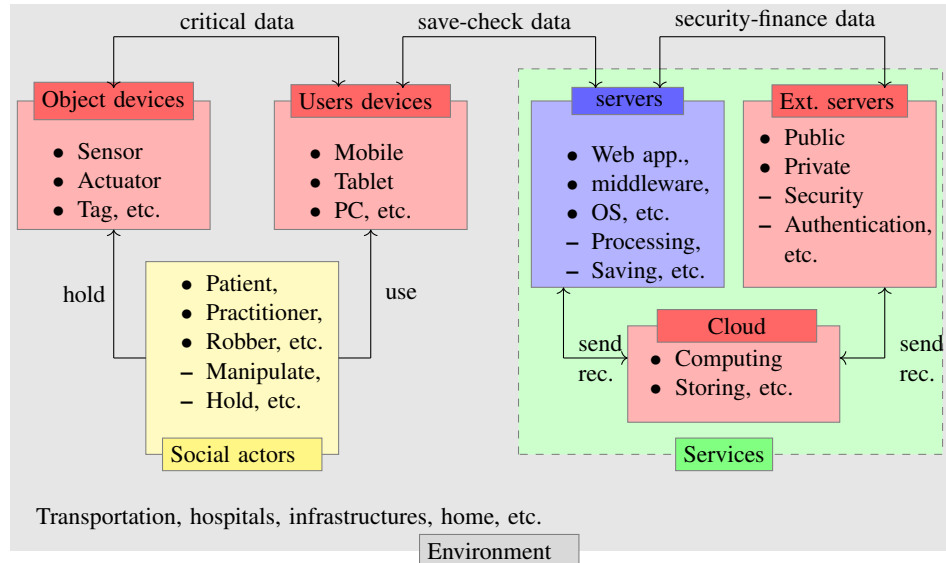 critical data
save-check data
security-finance data
Object devices
● Sensor
● Actuator
● Tag, etc.
Users devices
● Mobile
● Tablet
● PC, etc.
servers
● Web app.,
● middleware,
● OS, etc.
– Processing,
– Saving, etc.
Ext. servers
● Public
● Private
– Security
– Authentication,
etc.
hold
● Patient,
● Practitioner,
● Robber, etc.
– Manipulate,
– Hold, etc.
Social actors
use
send
rec.
Cloud
● Computing
● Storing, etc.
send
rec.
Services
Transportation, hospitals, infrastructures, home, etc.
Environment